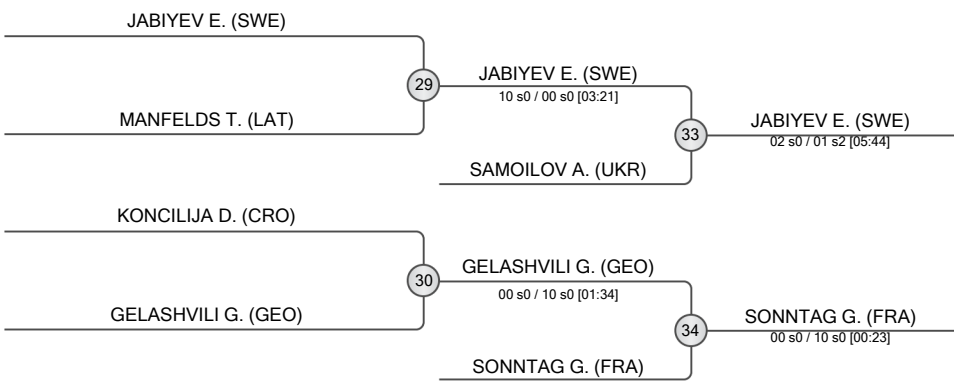 JABIYEV E. (SWE)
29
JABIYEV E. (SWE)
10 s0 / 00 s0 [03:21]
MANFELDS T. (LAT)
33
JABIYEV E. (SWE)
02 s0 / 01 s2 [05:44]
SAMOILOV A. (UKR)
KONCILIJA D. (CRO)
30
GELASHVILI G. (GEO)
00 s0 / 10 s0 [01:34]
GELASHVILI G. (GEO)
34
SONNTAG G. (FRA)
00 s0 / 10 s0 [00:23]
SONNTAG G. (FRA)